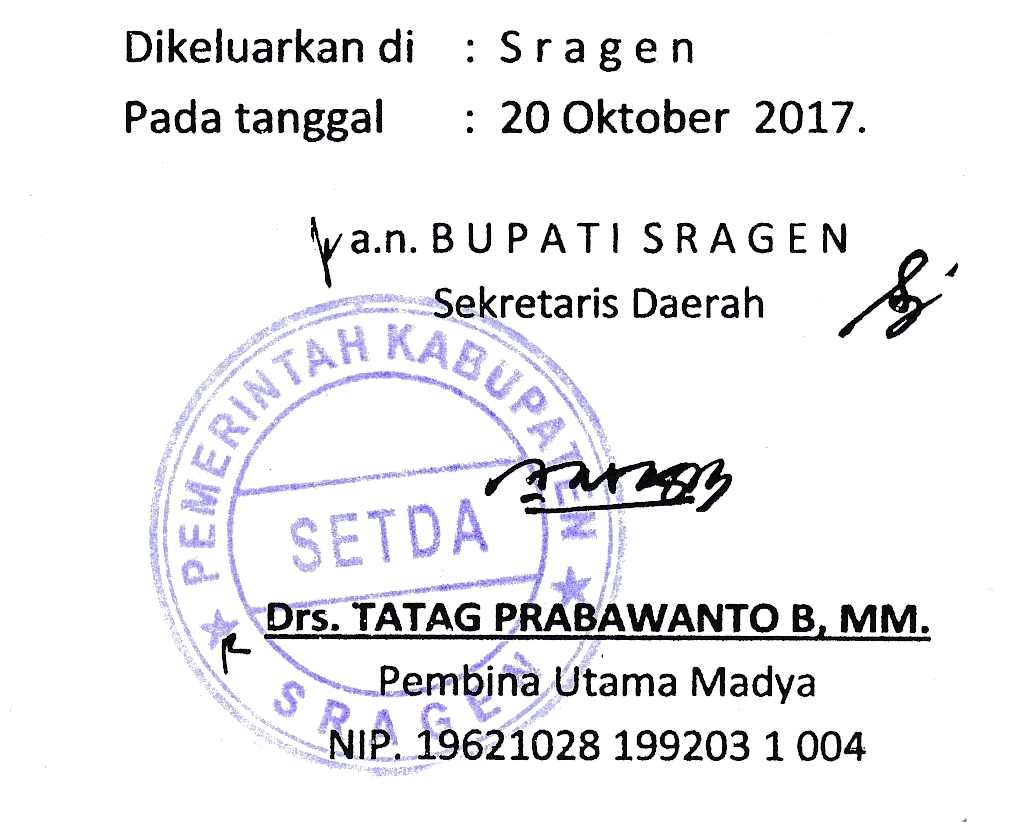 Dikeluarkan di : S r a g e n
Pada tanggal : 20 Oktober 2017.
a.n. B U P A T I S R A G E N
Sekretaris Daerah
PEMERINTAH KABUPATEN
SETDA
SRAGEN
Drs. TATAG PRABAWANTO B, MM.
Pembina Utama Madya
NIP. 19621028 199203 1 004